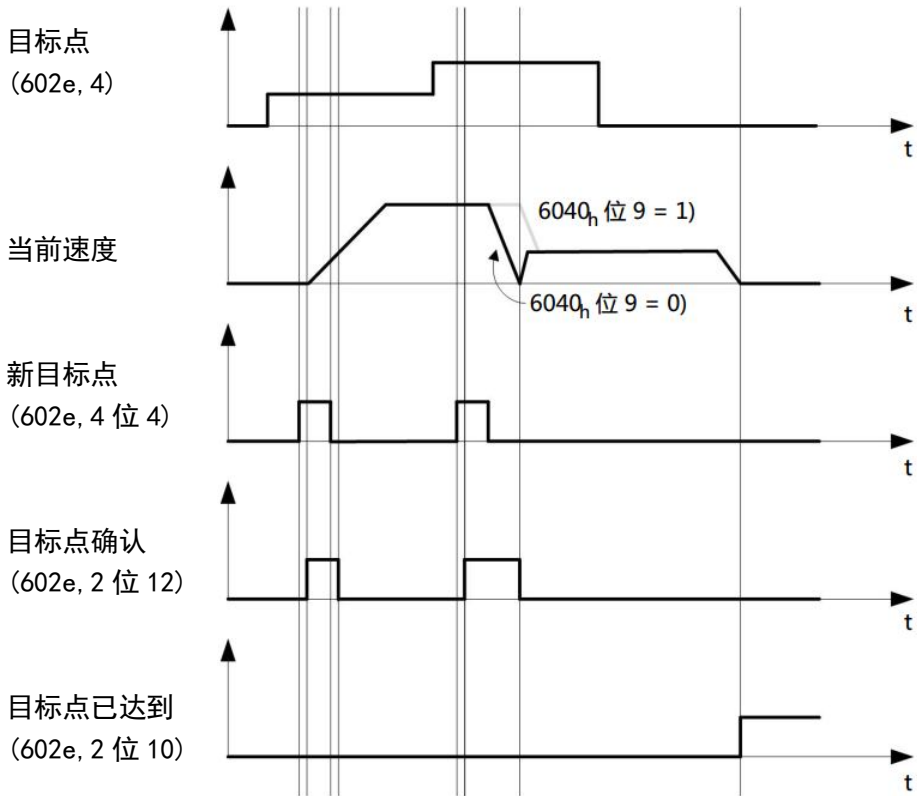 目标点
(602e,4)
t
当前速度
6040h 位 9 = 1)
6040h 位 9 = 0)
t
新目标点
(602e,4 位 4)
t
目标点确认
(602e,2 位 12)
t
目标点已达到
(602e,2 位 10)
t